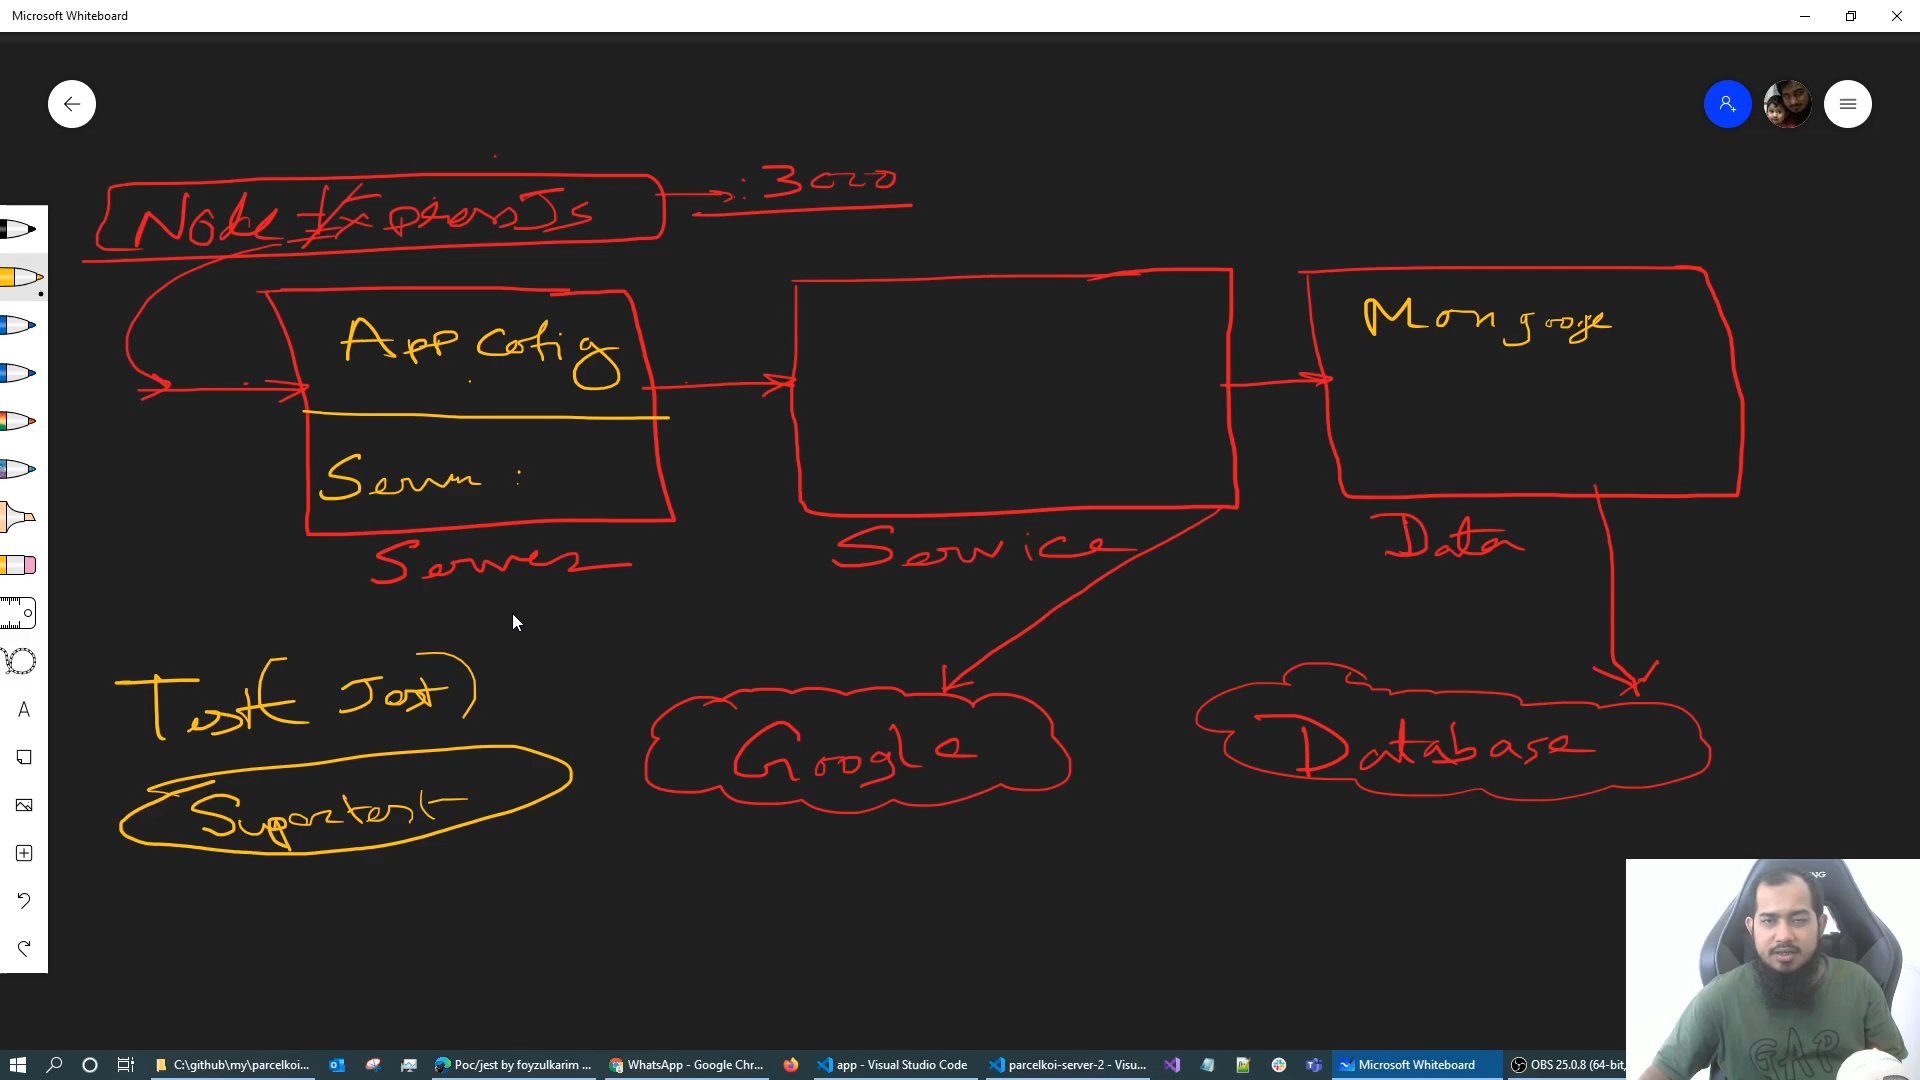 Microsoft Whiteboard
Node ExpressJs
: 3000
App Cofig
Mongoose
Server
Service
Data
Test( Jest)
Google
Database
Supertest
A
C:\github\my\parcelkoi...
Poc/jest by foyzulkarim ...
WhatsApp - Google Chr...
app - Visual Studio Code
parcelkoi-server-2 - Visu...
Microsoft Whiteboard
OBS 25.0.8 (64-bit,